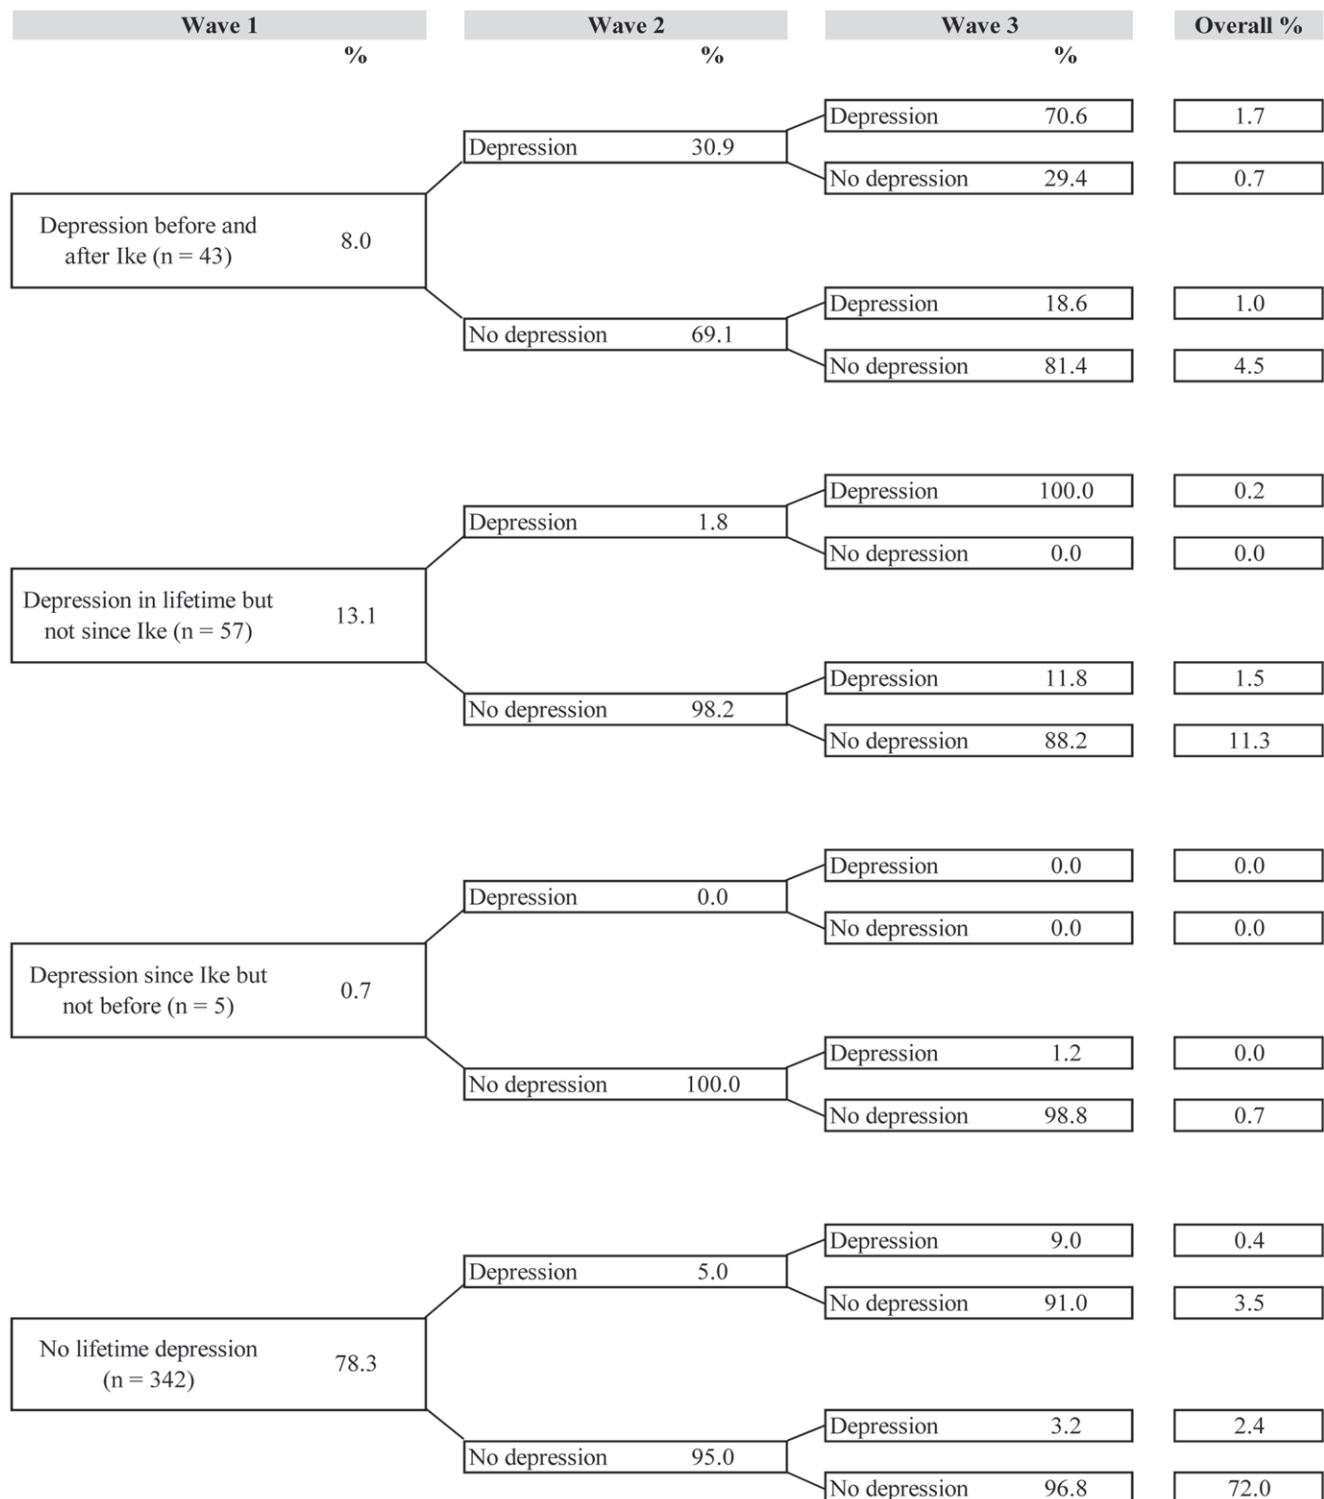 Wave 1 Wave 2 Wave 3 Overall %
% % %
Depression 70.6 1.7
Depression 30.9
No depression 29.4 0.7
Depression before and
after Ike (n = 43) 8.0
Depression 18.6 1.0
No depression 69.1
No depression 81.4 4.5
Depression 100.0 0.2
Depression 1.8
No depression 0.0 0.0
Depression in lifetime but
not since Ike (n = 57) 13.1
Depression 11.8 1.5
No depression 98.2
No depression 88.2 11.3
Depression 0.0 0.0
Depression 0.0
No depression 0.0 0.0
Depression since Ike but
not before (n = 5) 0.7
Depression 1.2 0.0
No depression 100.0
No depression 98.8 0.7
Depression 9.0 0.4
Depression 5.0
No depression 91.0 3.5
No lifetime depression
(n = 342) 78.3
Depression 3.2 2.4
No depression 95.0
No depression 96.8 72.0